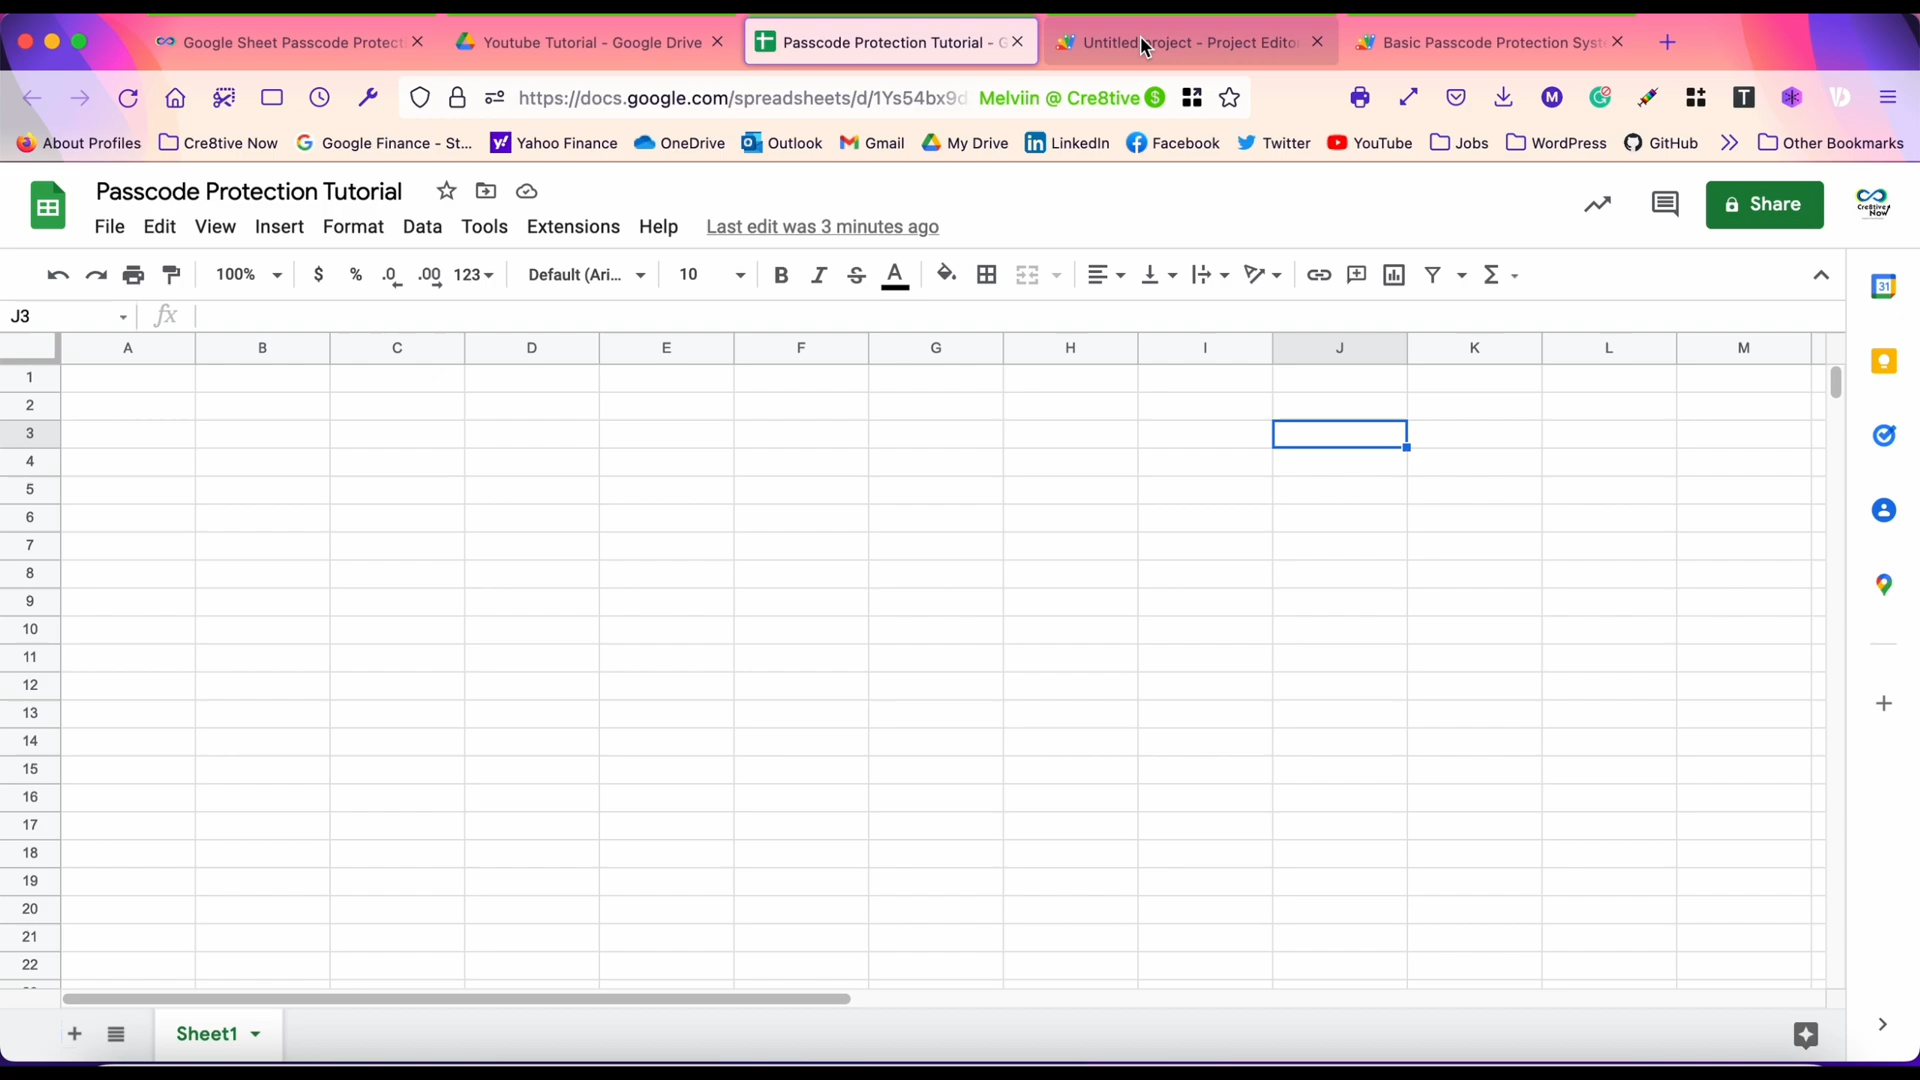 Google Sheet Passcode Protect
Youtube Tutorial - Google Drive
Passcode Protection Tutorial - G
Untitled project - Project Edito
Basic Passcode Protection Syst
https://docs.google.com/spreadsheets/d/1Ys54bx9d
Melviin @ Cre8tive
About Profiles
Cre8tive Now
Google Finance - St...
Yahoo Finance
OneDrive
Outlook
Gmail
My Drive
LinkedIn
Facebook
Twitter
YouTube
Jobs
WordPress
GitHub
Other Bookmarks
Passcode Protection Tutorial
Share
Cre8tive
Now
File Edit View Insert Format Data Tools Extensions Help Last edit was 3 minutes ago
100% $ % .0 .00 123 Default (Ari... 10 B I S A
31
J3 fx
A B C D E F G H I J K L M
1
2
3
4
5
6
7
8
9
10
11
12
13
14
15
16
17
18
19
20
21
22
Sheet1